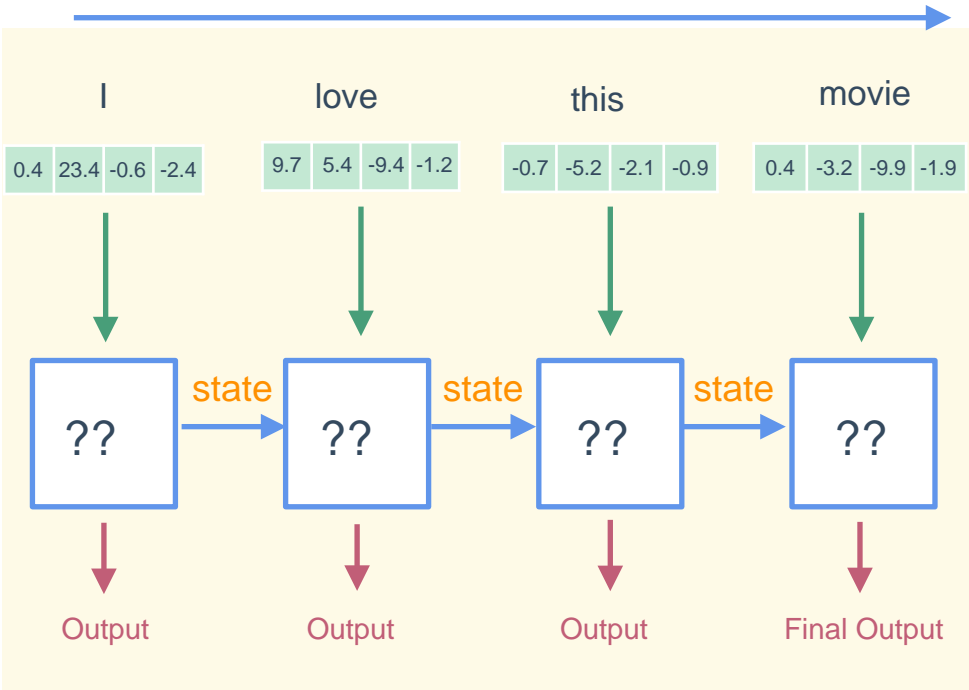 I love this movie
0.4 23.4 -0.6 -2.4 9.7 5.4 -9.4 -1.2 -0.7 -5.2 -2.1 -0.9 0.4 -3.2 -9.9 -1.9
state state state
?? ?? ?? ??
Output Output Output Final Output